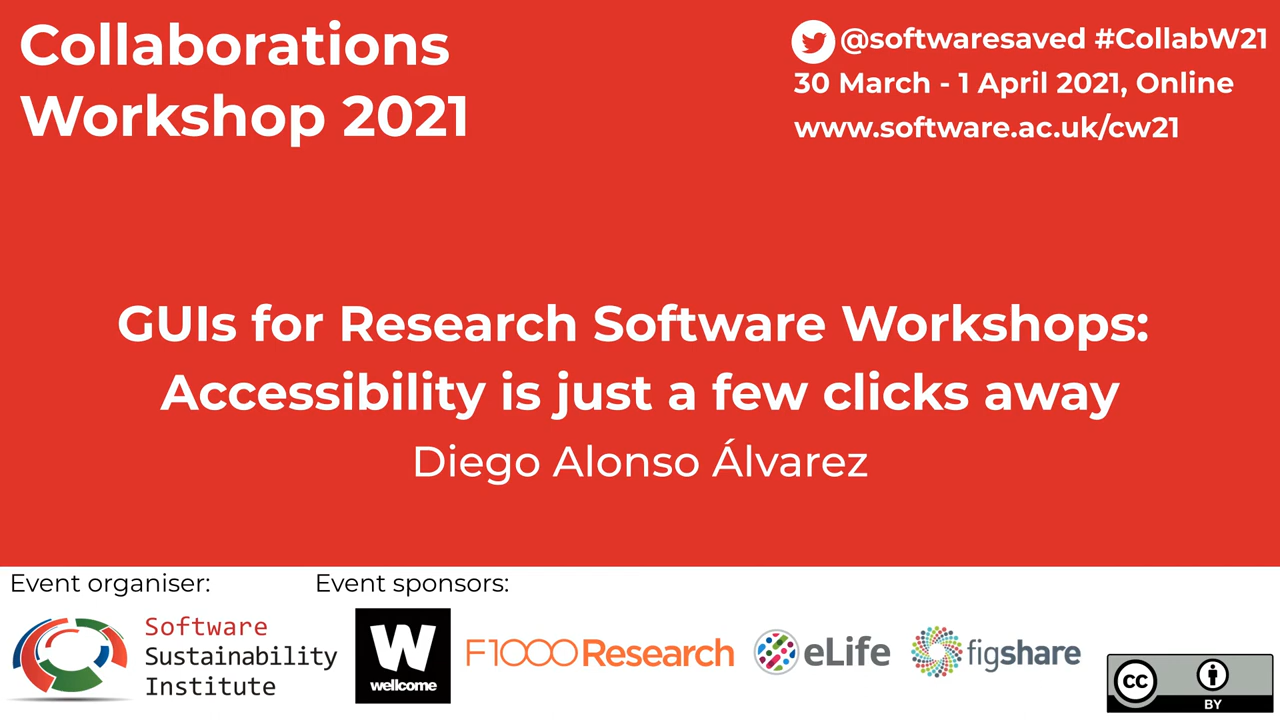 Collaborations
Workshop 2021
@softwaresaved #CollabW21
30 March - 1 April 2021, Online
www.software.ac.uk/cw21
GUIs for Research Software Workshops:
Accessibility is just a few clicks away
Diego Alonso Álvarez
Event organiser:
Event sponsors:
Software
Sustainability
Institute
W
wellcome
F1000Research
eLife
figshare
cc
BY